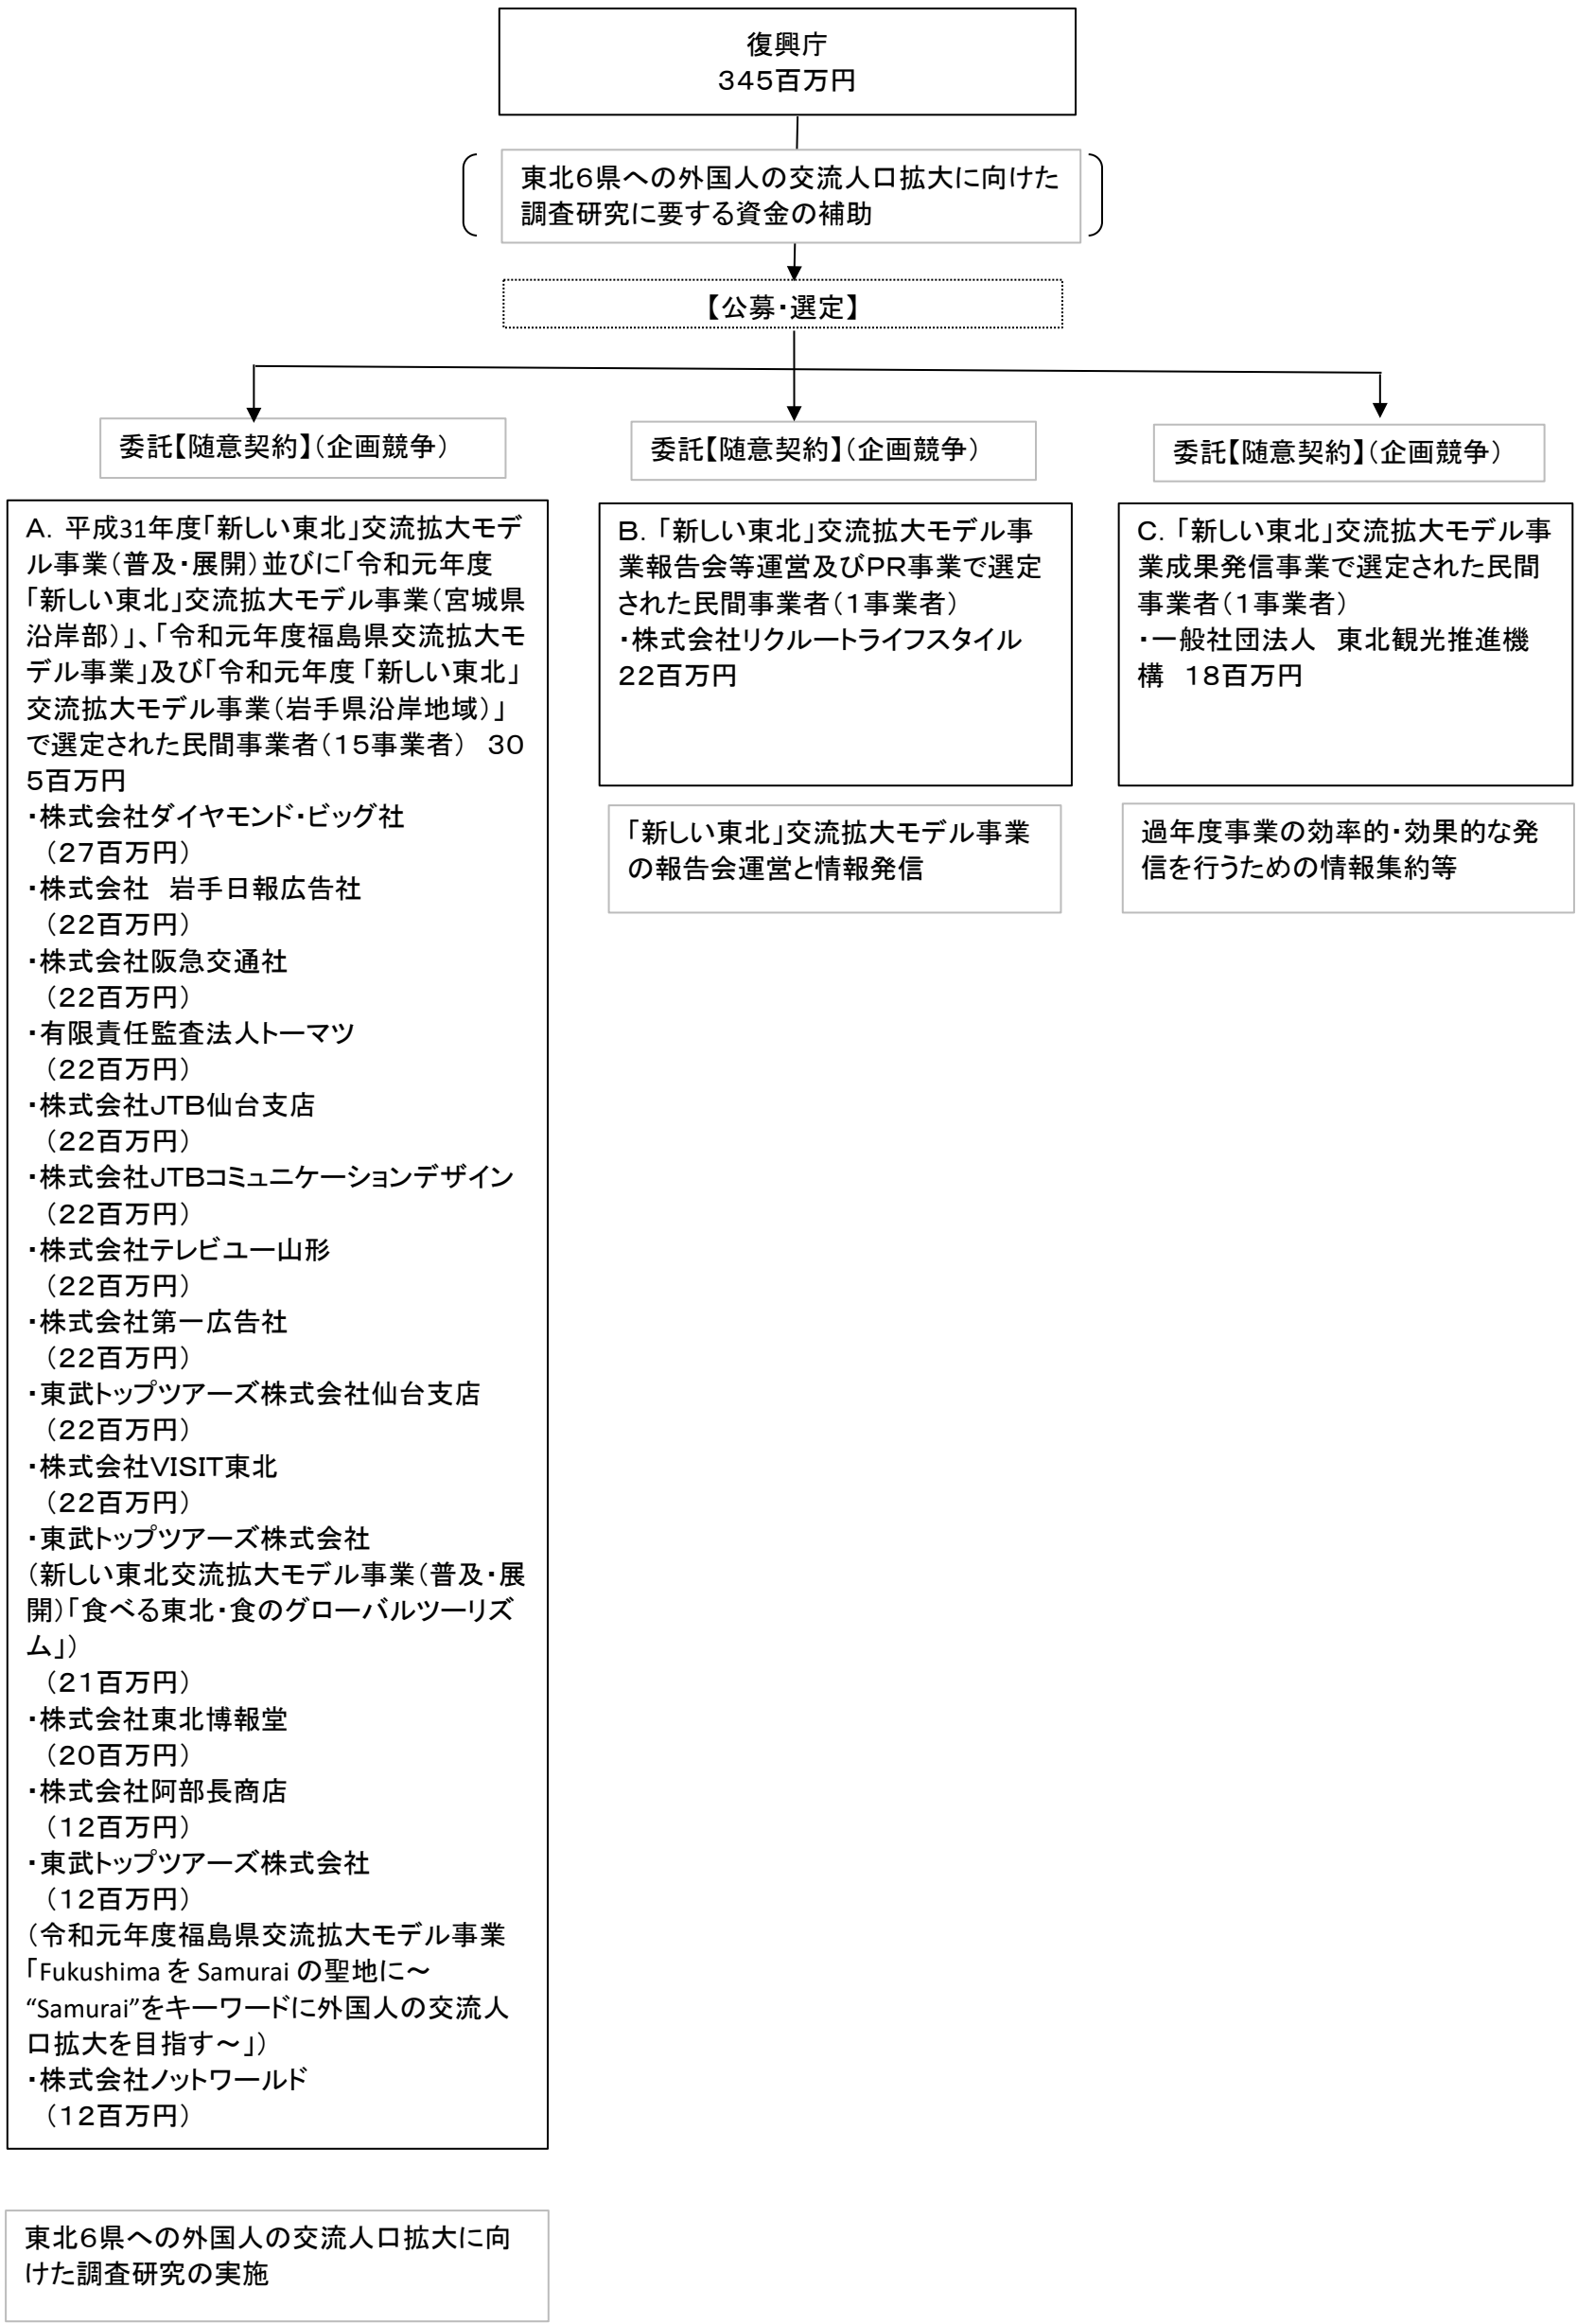 復興庁
345百万円
東北6県への外国人の交流人口拡大に向けた
調査研究に要する資金の補助
【公募・選定】
委託【随意契約】（企画競争）
委託【随意契約】（企画競争）
委託【随意契約】（企画競争）
A. 平成31年度「新しい東北」交流拡大モデ
ル事業（普及・展開）並びに「令和元年度
「新しい東北」交流拡大モデル事業（宮城県
沿岸部）」、「令和元年度福島県交流拡大モ
デル事業」及び「令和元年度「新しい東北」
交流拡大モデル事業（岩手県沿岸地域）」
で選定された民間事業者（15事業者）　30
5百万円
・株式会社ダイヤモンド・ビッグ社
（27百万円）
・株式会社　岩手日報広告社
（22百万円）
・株式会社阪急交通社
（22百万円）
・有限責任監査法人トーマツ
（22百万円）
・株式会社JTB仙台支店
（22百万円）
・株式会社JTBコミュニケーションデザイン
（22百万円）
・株式会社テレビユー山形
（22百万円）
・株式会社第一広告社
（22百万円）
・東武トップツアーズ株式会社仙台支店
（22百万円）
・株式会社VISIT東北
（22百万円）
・東武トップツアーズ株式会社
（新しい東北交流拡大モデル事業（普及・展
開）「食べる東北・食のグローバルツーリズ
ム」）
（21百万円）
・株式会社東北博報堂
（20百万円）
・株式会社阿部長商店
（12百万円）
・東武トップツアーズ株式会社
（12百万円）
（令和元年度福島県交流拡大モデル事業
「Fukushima を Samurai の聖地に～
“Samurai”をキーワードに外国人の交流人
口拡大を目指す～」）
・株式会社ノットワールド
（12百万円）
東北6県への外国人の交流人口拡大に向
けた調査研究の実施
B. 「新しい東北」交流拡大モデル事
業報告会等運営及びPR事業で選定
された民間事業者（1事業者）
・株式会社リクルートライフスタイル
22百万円
「新しい東北」交流拡大モデル事業
の報告会運営と情報発信
C. 「新しい東北」交流拡大モデル事
業成果発信事業で選定された民間
事業者（1事業者）
・一般社団法人　東北観光推進機
構　18百万円
過年度事業の効率的・効果的な発
信を行うための情報集約等